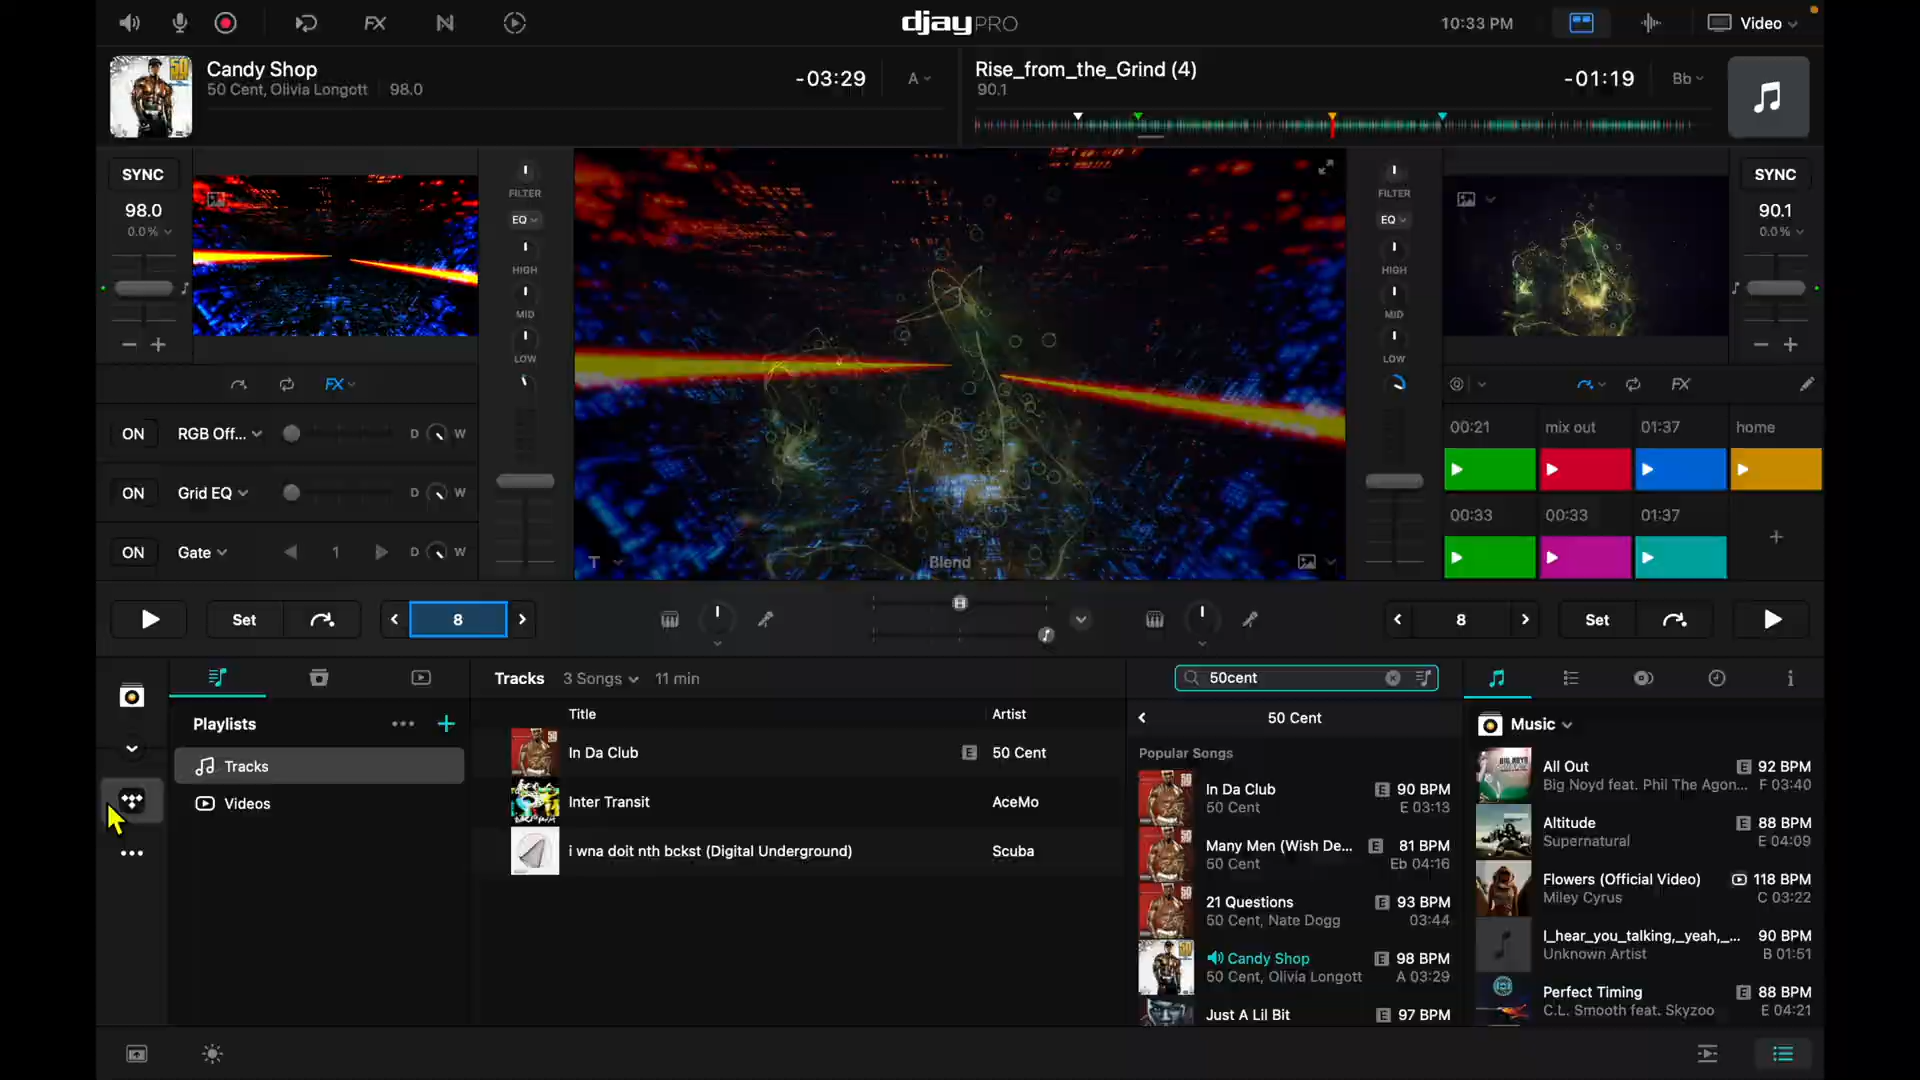 djay PRO
10:33 PM
Video
FX
Candy Shop
50 Cent, Olivia Longott
98.0
-03:29
A
Rise_from_the_Grind (4)
90.1
-01:19
Bb
SYNC
98.0
0.0%
FILTER
EQ
HIGH
MID
LOW
FILTER
EQ
HIGH
MID
LOW
SYNC
90.1
0.0%
FX
ON
RGB Off...
D
W
ON
Grid EQ
D
W
ON
Gate
1
D
W
T
Blend
FX
00:21
mix out
01:37
home
00:33
00:33
01:37
Set
8
8
Set
Tracks
3 Songs
11 min
50cent
Playlists
Tracks
Videos
Title
Artist
In Da Club
E
50 Cent
Inter Transit
AceMo
i wna doit nth bckst (Digital Underground)
Scuba
50 Cent
Popular Songs
In Da Club
E 90 BPM
50 Cent
E 03:13
Many Men (Wish De...
E 81 BPM
50 Cent
Eb 04:16
21 Questions
E 93 BPM
50 Cent, Nate Dogg
03:44
Candy Shop
E 98 BPM
50 Cent, Olivia Longott
A 03:29
Just A Lil Bit
E 97 BPM
Music
All Out
E 92 BPM
Big Noyd feat. Phil The Agon...
F 03:40
Altitude
E 88 BPM
Supernatural
E 04:09
Flowers (Official Video)
118 BPM
Miley Cyrus
C 03:22
I_hear_you_talking,_yeah,_...
90 BPM
Unknown Artist
B 01:51
Perfect Timing
E 88 BPM
C.L. Smooth feat. Skyzoo
E 04:21